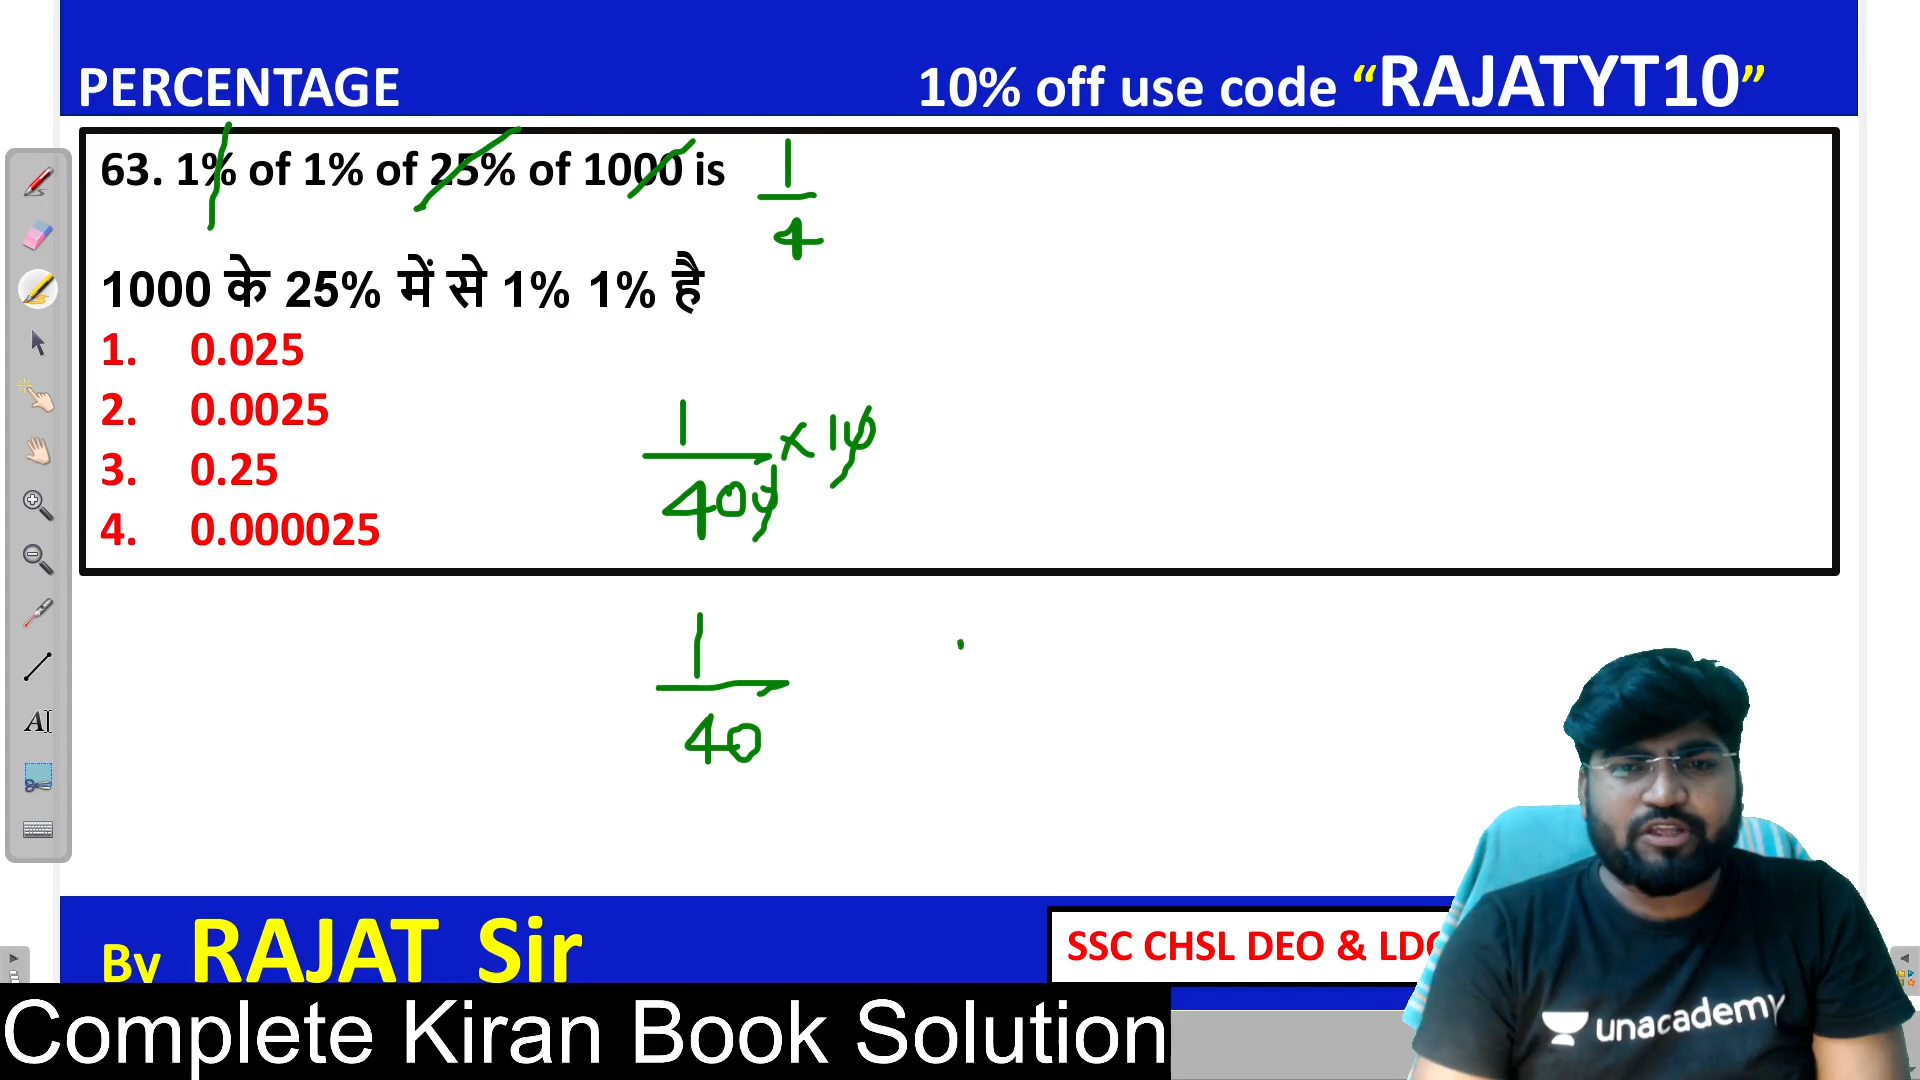 PERCENTAGE 10% off use code “RAJATYT10”
63. 1% of 1% of 25% of 1000 is 1/4
1000 के 25% में से 1% 1% है
1. 0.025
2. 0.0025
3. 0.25
4. 0.000025
1/400 × 10
1/40
By RAJAT Sir
SSC CHSL DEO & LDC
Complete Kiran Book Solution
unacademy